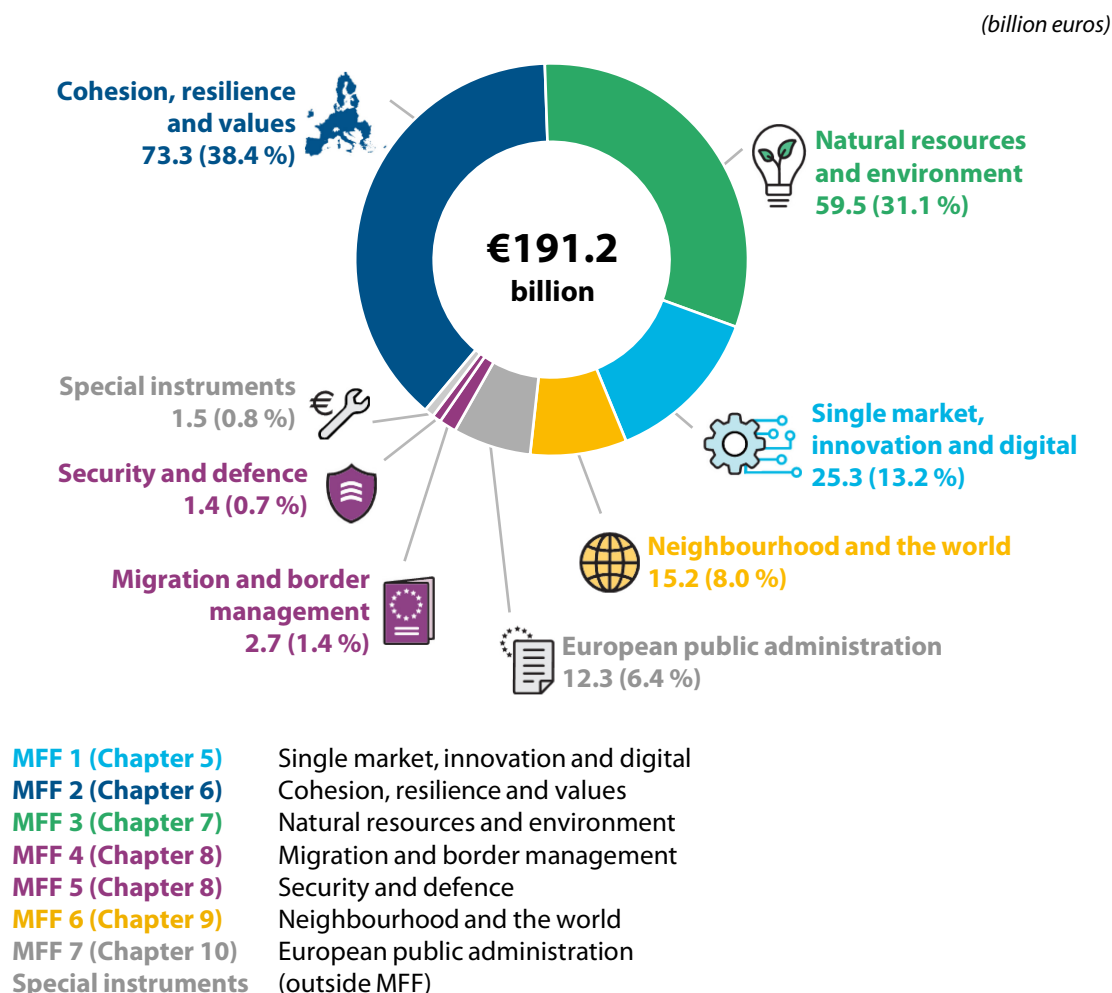 (billion euros)
Cohesion, resilience
and values
73.3 (38.4 %)
Natural resources
and environment
59.5 (31.1 %)
€191.2
billion
Special instruments
1.5 (0.8 %)
€
Single market,
innovation and digital
25.3 (13.2 %)
Security and defence
1.4 (0.7 %)
Neighbourhood and the world
15.2 (8.0 %)
Migration and border
management
2.7 (1.4 %)
European public administration
12.3 (6.4 %)
MFF 1 (Chapter 5) Single market, innovation and digital
MFF 2 (Chapter 6) Cohesion, resilience and values
MFF 3 (Chapter 7) Natural resources and environment
MFF 4 (Chapter 8) Migration and border management
MFF 5 (Chapter 8) Security and defence
MFF 6 (Chapter 9) Neighbourhood and the world
MFF 7 (Chapter 10) European public administration
Special instruments (outside MFF)